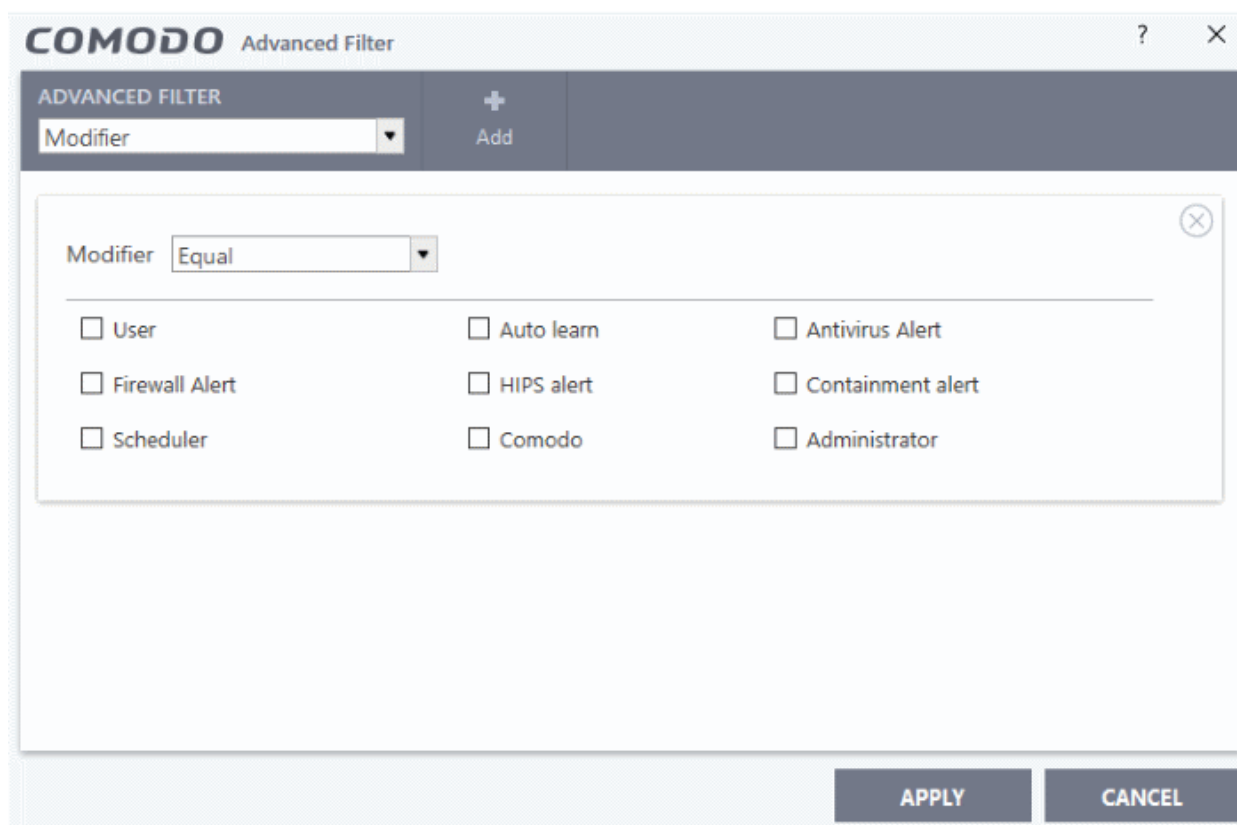 COMODO Advanced Filter ? ×
ADVANCED FILTER
Modifier
Add
Modifier Equal
User Auto learn Antivirus Alert
Firewall Alert HIPS alert Containment alert
Scheduler Comodo Administrator
APPLY CANCEL